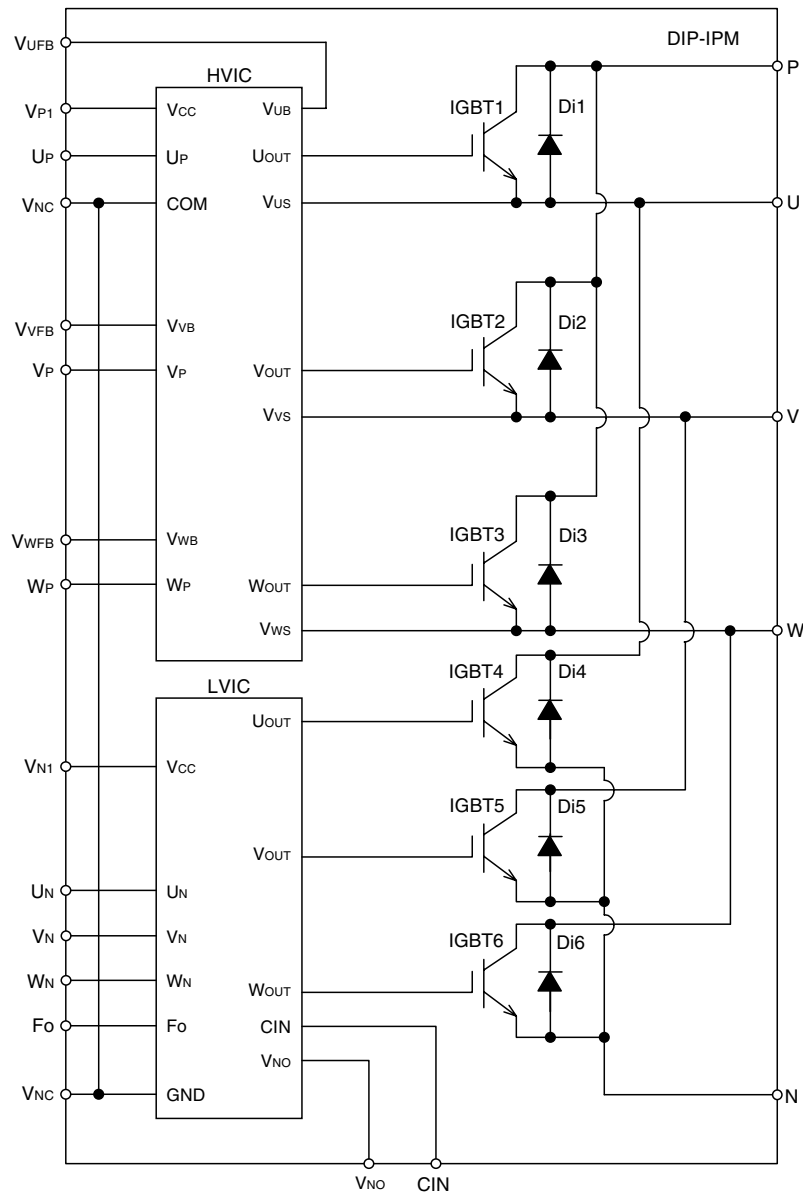 DIP-IPM
VUFB
HVIC
P
VP1
VCC
VUB
IGBT1
Di1
UP
UP
UOUT
VNC
COM
VUS
U
VVFB
VVB
IGBT2
Di2
VP
VP
VOUT
VVS
V
VWFB
VWB
IGBT3
Di3
WP
WP
WOUT
VWS
W
LVIC
IGBT4
Di4
UOUT
VN1
VCC
IGBT5
Di5
VOUT
UN
UN
VN
VN
IGBT6
Di6
WN
WN
WOUT
Fo
Fo
CIN
VNO
VNC
GND
N
VNO
CIN